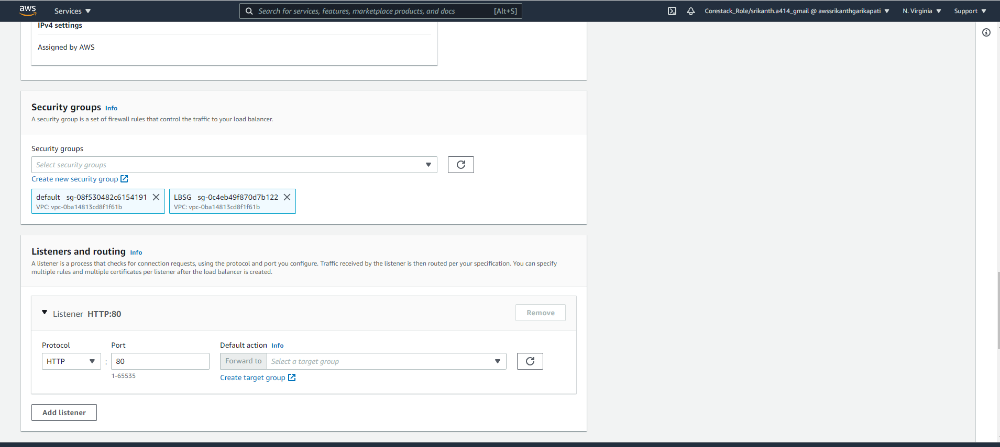 aws Services Search for services, features, marketplace products, and docs [Alt+S] Corestack_Role/srikanth.a414_gmail @ awssrikanthgarikapati N. Virginia Support
IPv4 settings
Assigned by AWS
Security groups Info
A security group is a set of firewall rules that control the traffic to your load balancer.
Security groups
Select security groups
Create new security group
default sg-08f530482c6154191
VPC: vpc-0ba14813cd8f1f61b
LBSG sg-0c4eb49f870d7b122
VPC: vpc-0ba14813cd8f1f61b
Listeners and routing Info
A listener is a process that checks for connection requests, using the protocol and port you configure. Traffic received by the listener is then routed per your specification. You can specify
multiple rules and multiple certificates per listener after the load balancer is created.
Listener HTTP:80 Remove
Protocol Port Default action Info
HTTP : 80 Forward to Select a target group
1-65535
Create target group
Add listener